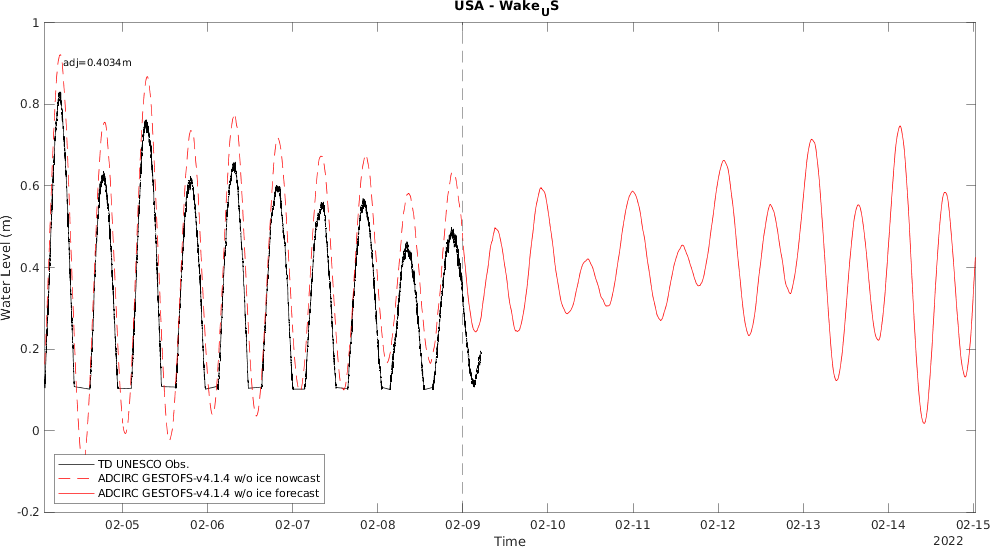 USA - Wake_US
adj=0.4034m
1
0.8
0.6
0.4
0.2
0
-0.2
Water Level (m)
TD UNESCO Obs.
ADCIRC GESTOFS-v4.1.4 w/o ice nowcast
ADCIRC GESTOFS-v4.1.4 w/o ice forecast
02-05 02-06 02-07 02-08 02-09 02-10 02-11 02-12 02-13 02-14 02-15
Time
2022